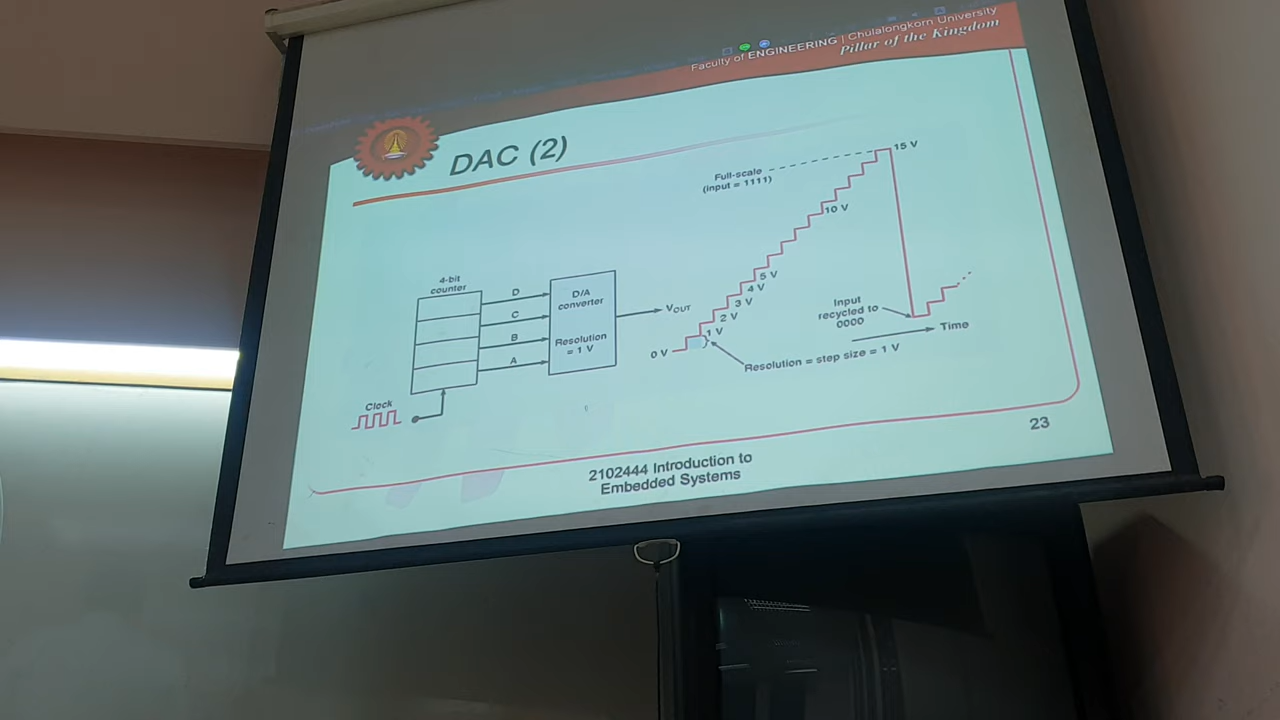 Faculty of ENGINEERING | Chulalongkorn University
Pillar of the Kingdom
DAC (2)
Full-scale
(input = 1111)
15 V
10 V
5 V
4 V
3 V
2 V
1 V
0 V
4-bit
counter
D
C
B
A
D/A
converter
Resolution
= 1 V
VOUT
Clock
Input
recycled to
0000
Time
Resolution = step size = 1 V
2102444 Introduction to
Embedded Systems
23